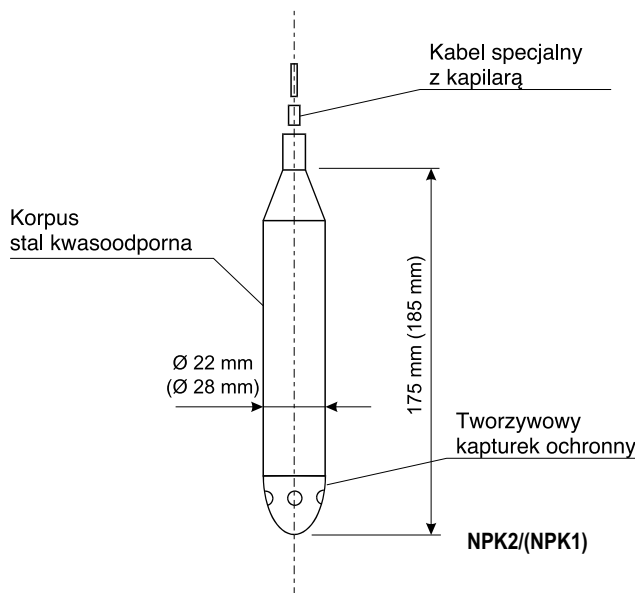 Kabel specjalny
z kapilarą
Korpus
stal kwasoodporna
Ø 22 mm
(Ø 28 mm)
175 mm (185 mm)
Tworzywowy
kapturek ochronny
NPK2/(NPK1)